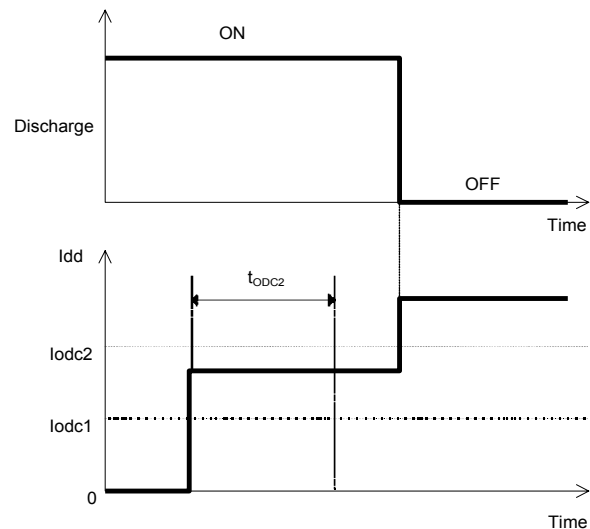 ON
Discharge
OFF
Time
Idd
tODC2
Iodc2
Iodc1
0
Time